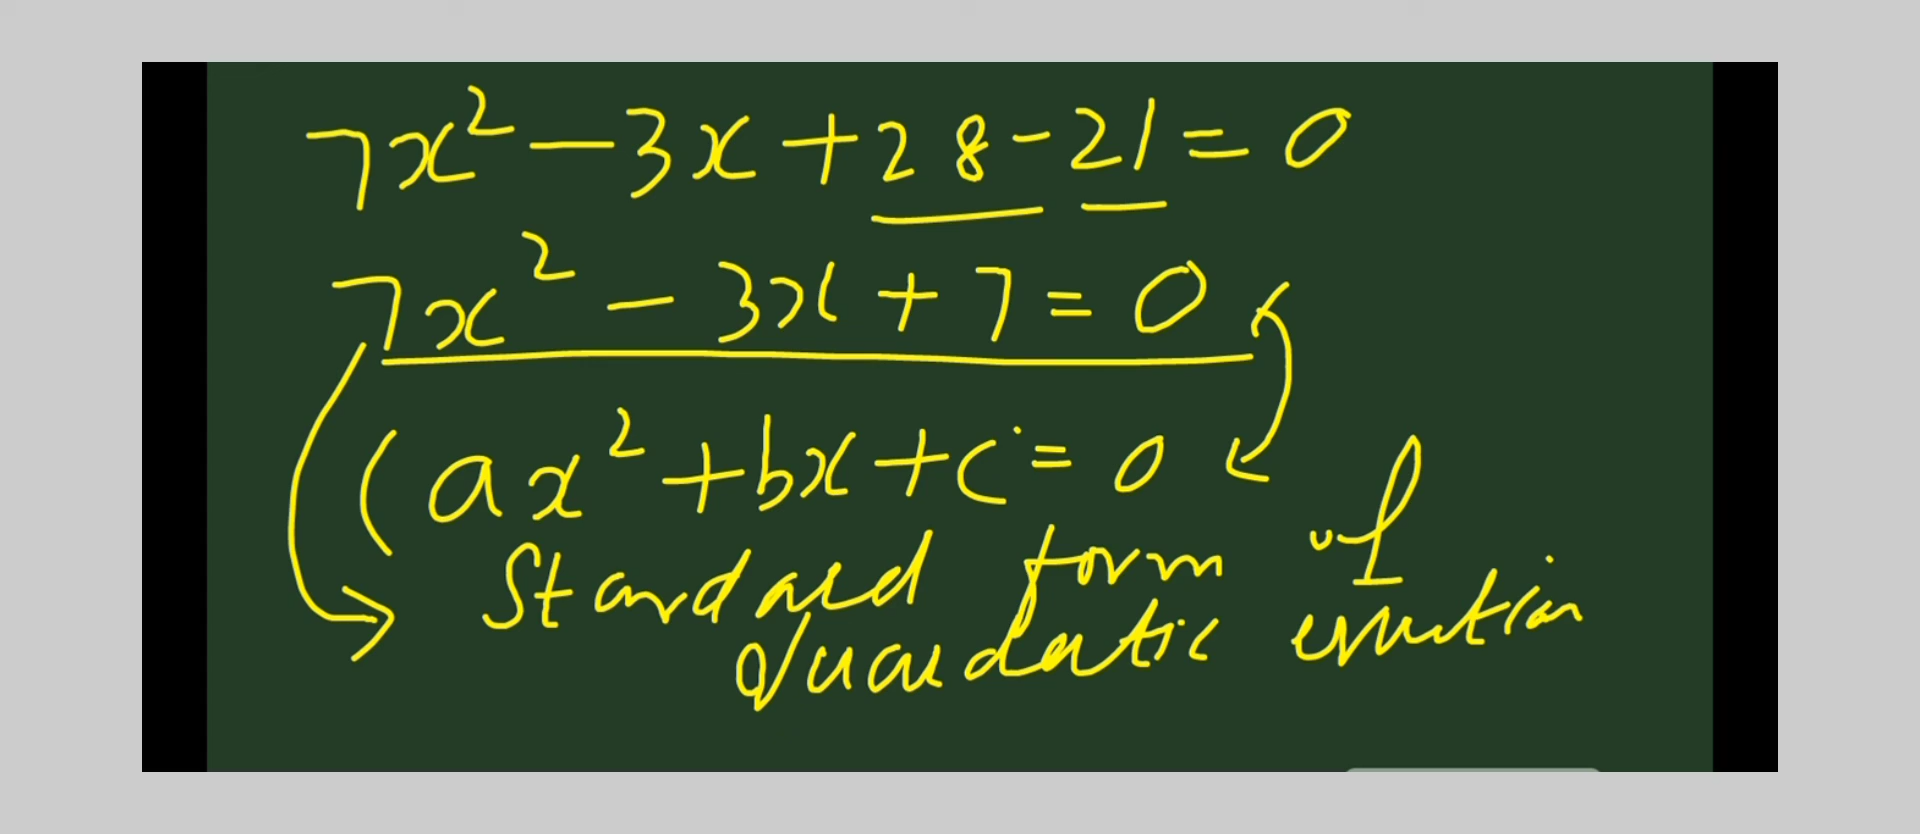 7x² - 3x + 28 - 21 = 0
7x² - 3x + 7 = 0
(ax² + bx + c = 0
Standard form of
quadratic equation